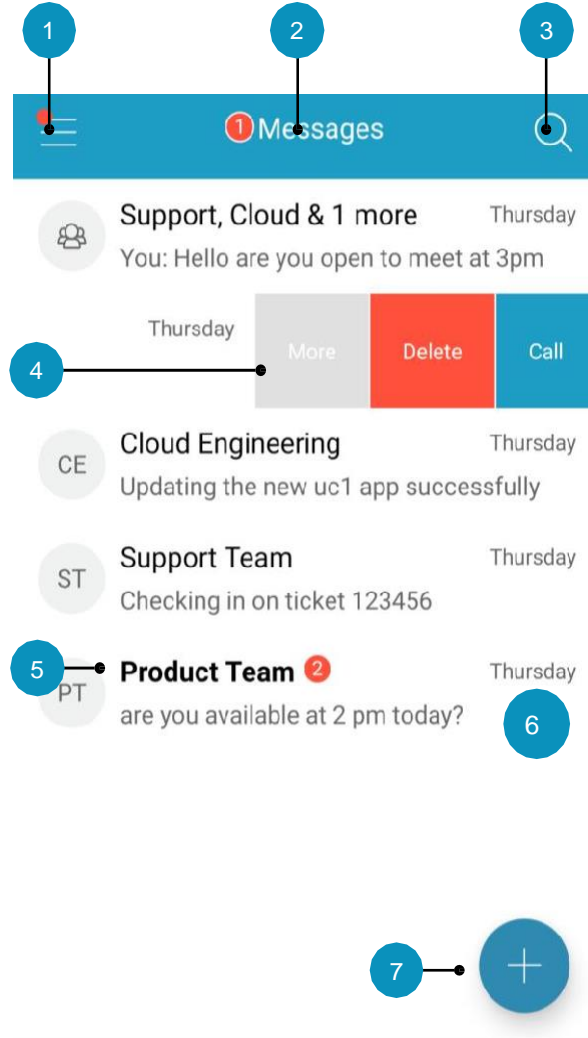 1
2
3
1 Messages
Support, Cloud & 1 more Thursday
You: Hello are you open to meet at 3pm
Thursday More Delete Call
4
CE Cloud Engineering Thursday
Updating the new uc1 app successfully
ST Support Team Thursday
Checking in on ticket 123456
5
PT Product Team 2 Thursday
are you available at 2 pm today?
6
7